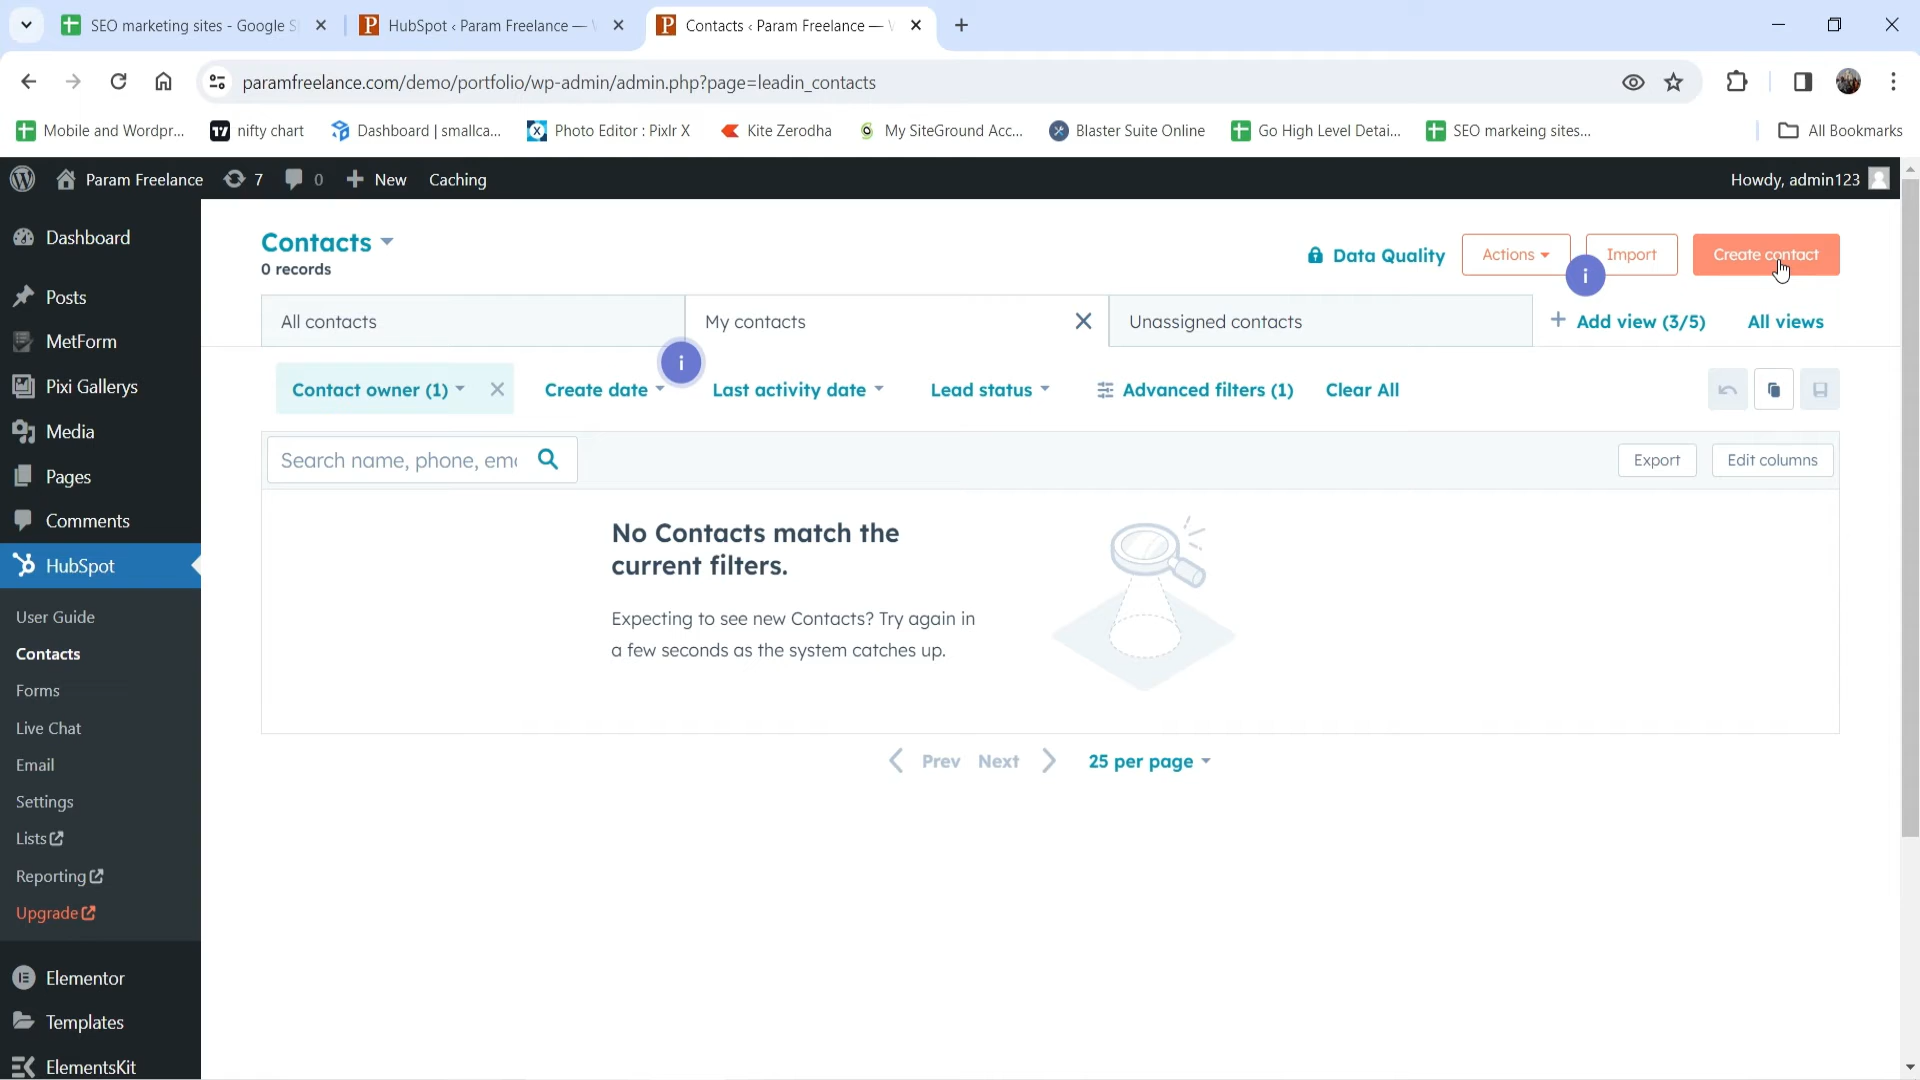 SEO marketing sites - Google S
HubSpot ‹ Param Freelance —
Contacts ‹ Param Freelance —
paramfreelance.com/demo/portfolio/wp-admin/admin.php?page=leadin_contacts
Mobile and Wordpr...
nifty chart
Dashboard | smallca...
Photo Editor : Pixlr X
Kite Zerodha
My SiteGround Acc...
Blaster Suite Online
Go High Level Detai...
SEO markeing sites...
All Bookmarks
Param Freelance
7
0
New
Caching
Howdy, admin123
Dashboard
Posts
MetForm
Pixi Gallerys
Media
Pages
Comments
HubSpot
User Guide
Contacts
Forms
Live Chat
Email
Settings
Lists
Reporting
Upgrade
Elementor
Templates
ElementsKit
Contacts
0 records
Data Quality
Actions
Import
Create contact
All contacts
My contacts
Unassigned contacts
+ Add view (3/5)
All views
Contact owner (1)
Create date
Last activity date
Lead status
Advanced filters (1)
Clear All
Search name, phone, ema
Export
Edit columns
No Contacts match the
current filters.
Expecting to see new Contacts? Try again in
a few seconds as the system catches up.
Prev
Next
25 per page